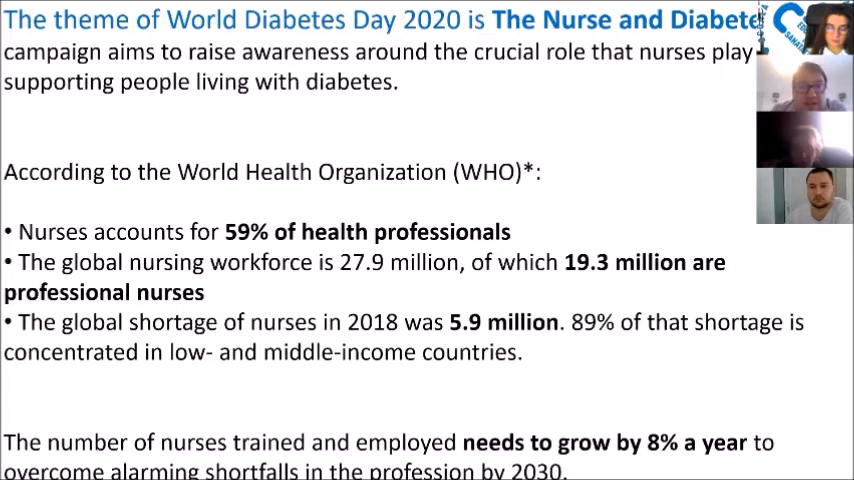 The theme of World Diabetes Day 2020 is The Nurse and Diabete
campaign aims to raise awareness around the crucial role that nurses play
supporting people living with diabetes.
According to the World Health Organization (WHO)*:
• Nurses accounts for 59% of health professionals
• The global nursing workforce is 27.9 million, of which 19.3 million are
professional nurses
• The global shortage of nurses in 2018 was 5.9 million. 89% of that shortage is
concentrated in low- and middle-income countries.
The number of nurses trained and employed needs to grow by 8% a year to
overcome alarming shortfalls in the profession by 2030.